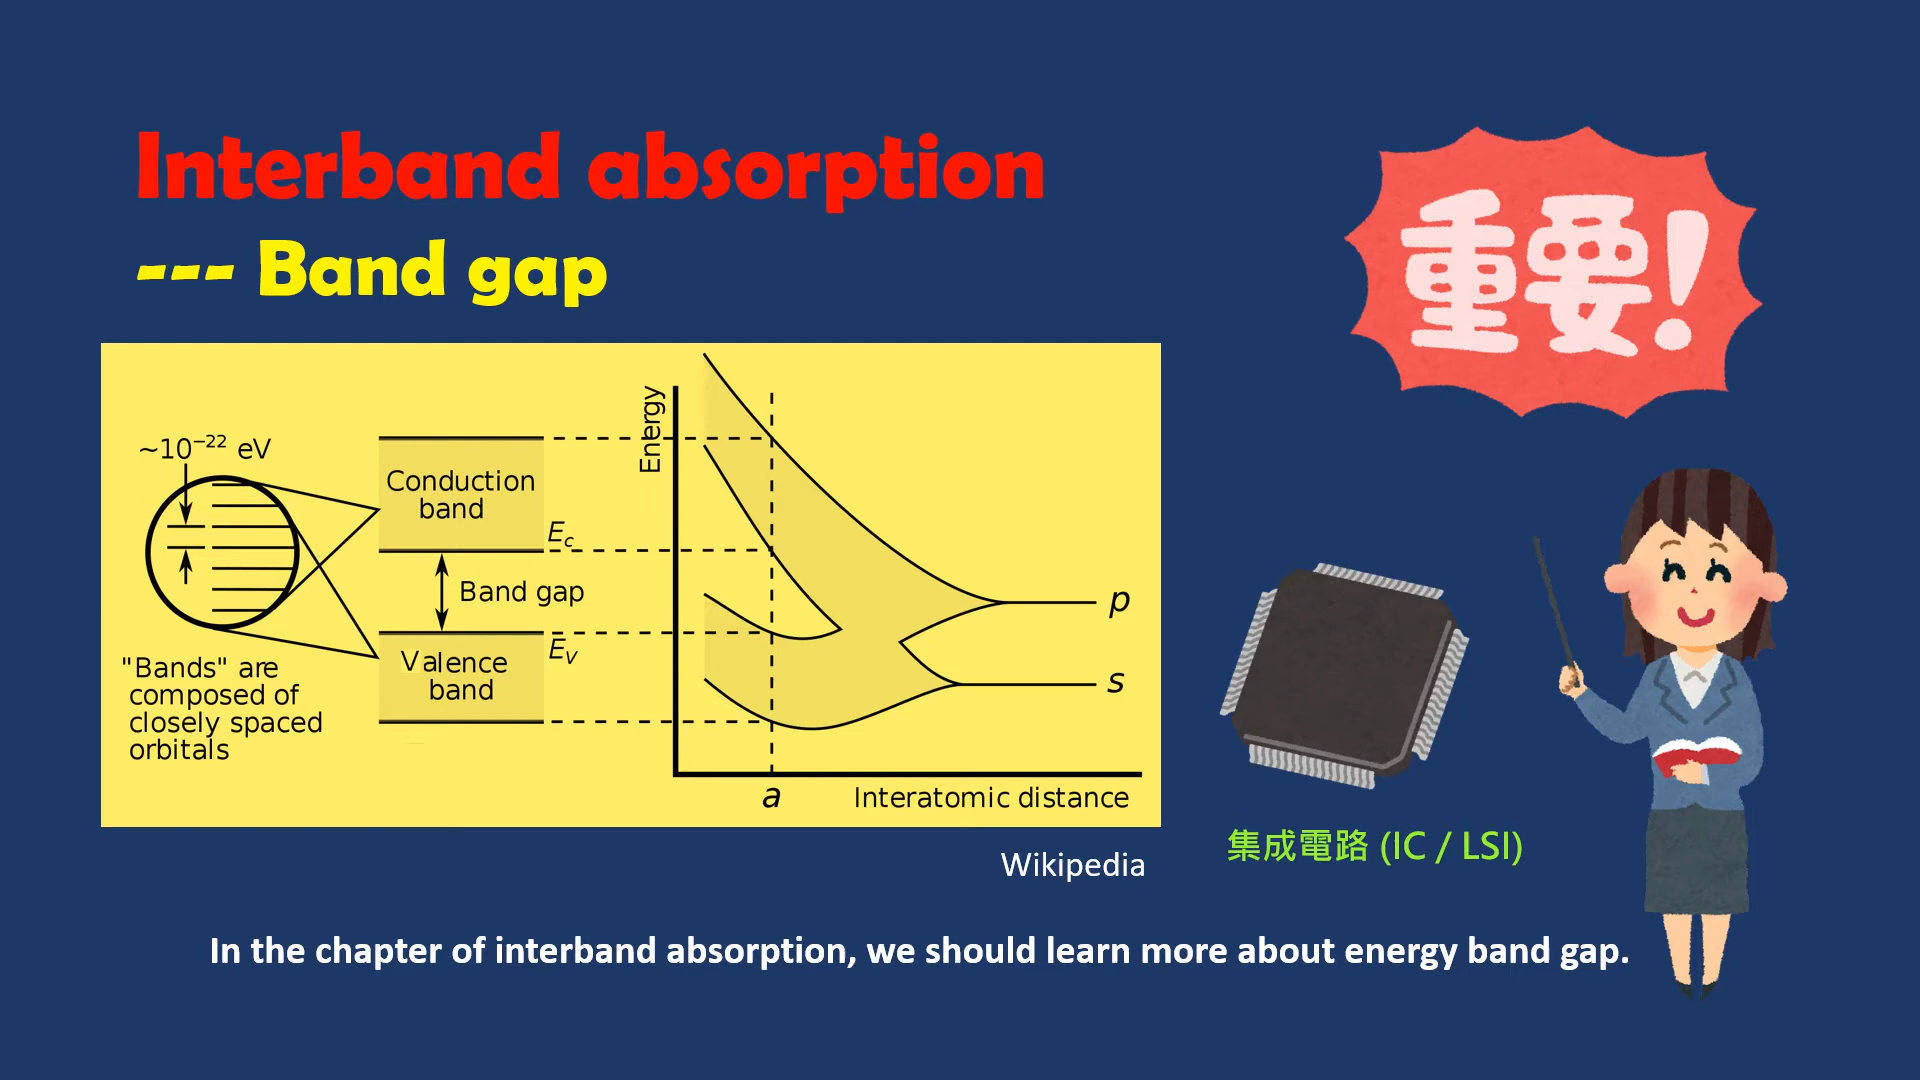 Interband absorption
--- Band gap
重要!
~10⁻²² eV
Conduction
band
E_c
Band gap
E_v
Valence
band
"Bands" are
composed of
closely spaced
orbitals
Energy
p
s
a
Interatomic distance
Wikipedia
集成電路 (IC / LSI)
In the chapter of interband absorption, we should learn more about energy band gap.